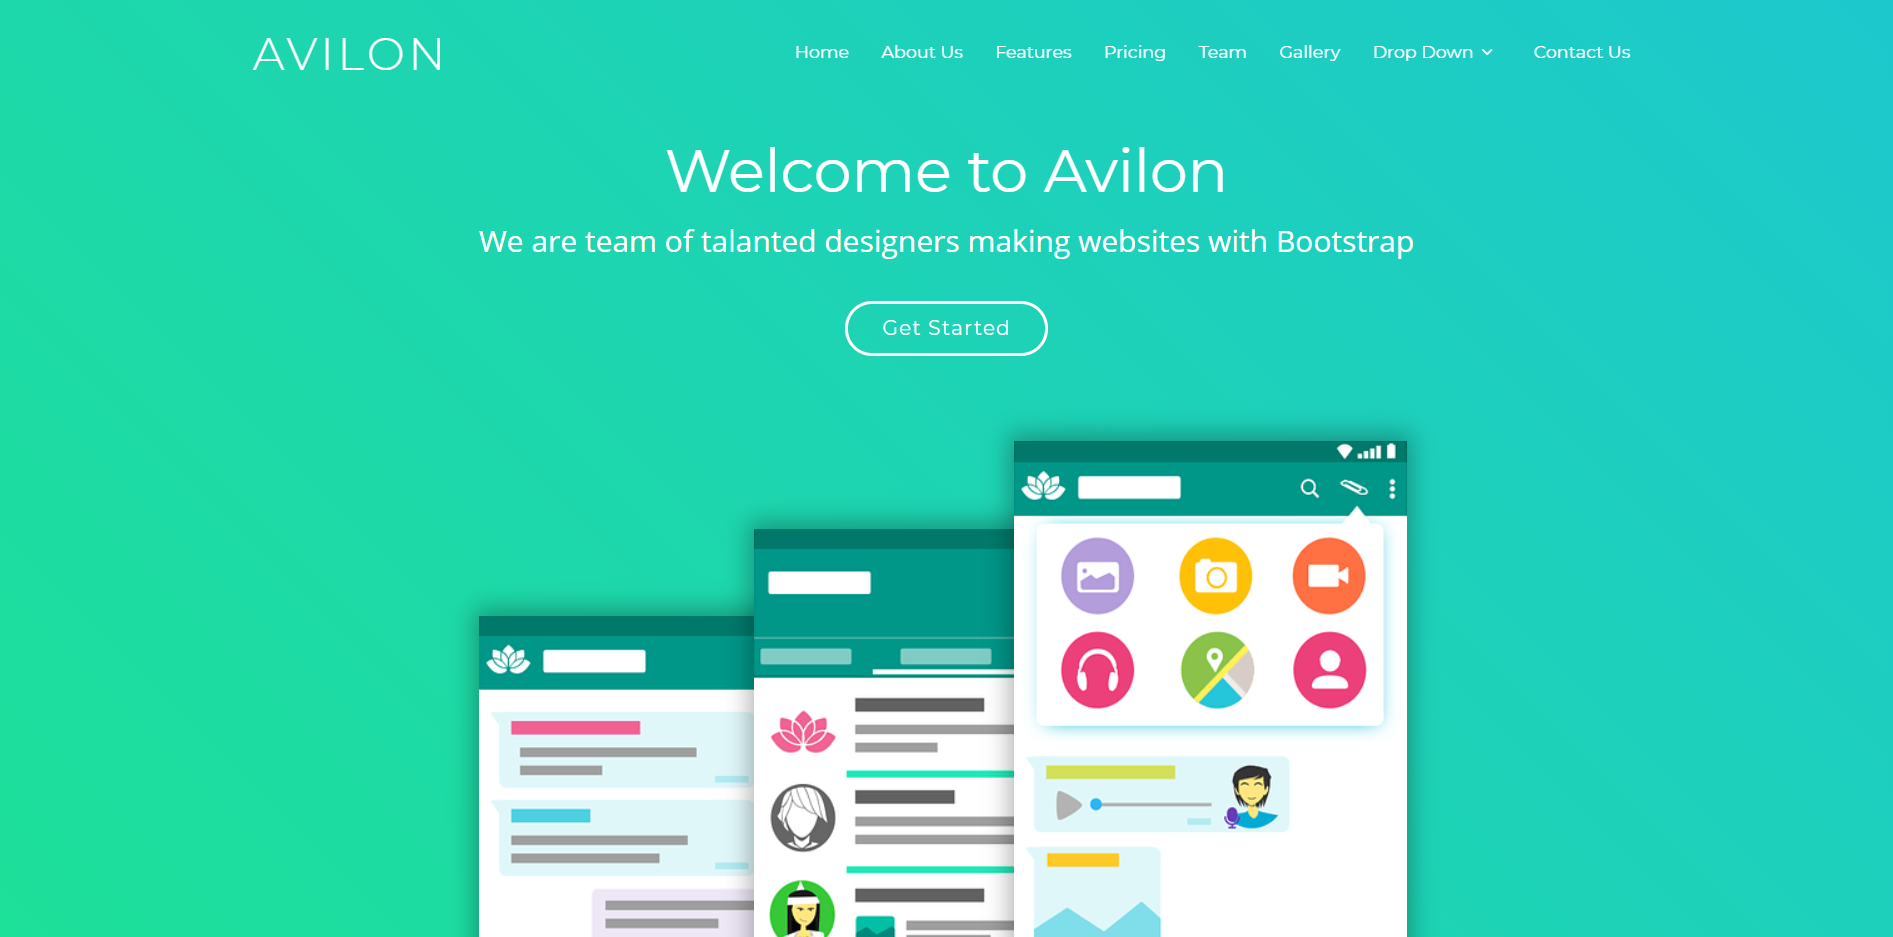 AVILON
Home About Us Features Pricing Team Gallery Drop Down Contact Us
Welcome to Avilon
We are team of talanted designers making websites with Bootstrap
Get Started